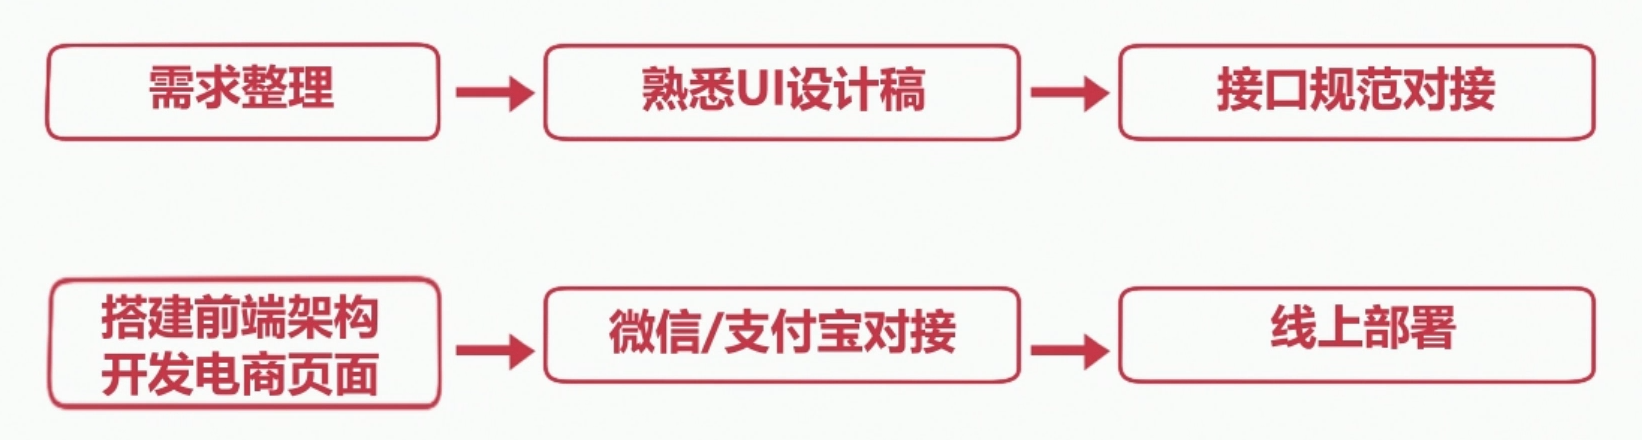 需求整理
熟悉UI设计稿
接口规范对接
搭建前端架构
开发电商页面
微信/支付宝对接
线上部署